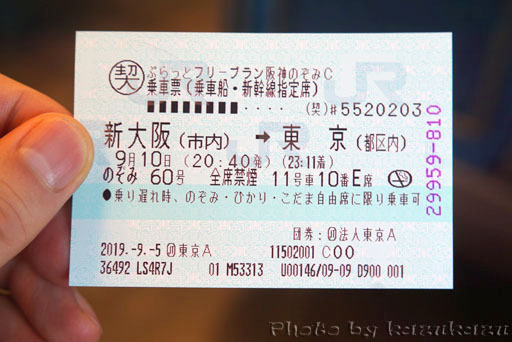 契 ぷらっとフリープラン阪神のぞみC
乗車票(乗車船・新幹線指定席)
■■■■■■■■・・・・ (契)#5520203
新大阪(市内) → 東 京(都区内)
9月10日(20:40発)(23:11着)
のぞみ 60号 全席禁煙 11号車10番E席
●乗り遅れ時、のぞみ・ひかり・こだま自由席に限り乗車可
団券:回法人東京A
2019.-9.-5 回東京A 11502001 C00
36492 LS4R7J 01 M53313 U00146/09-09 D900 001
29959-810
JR
Photo by kazukazu